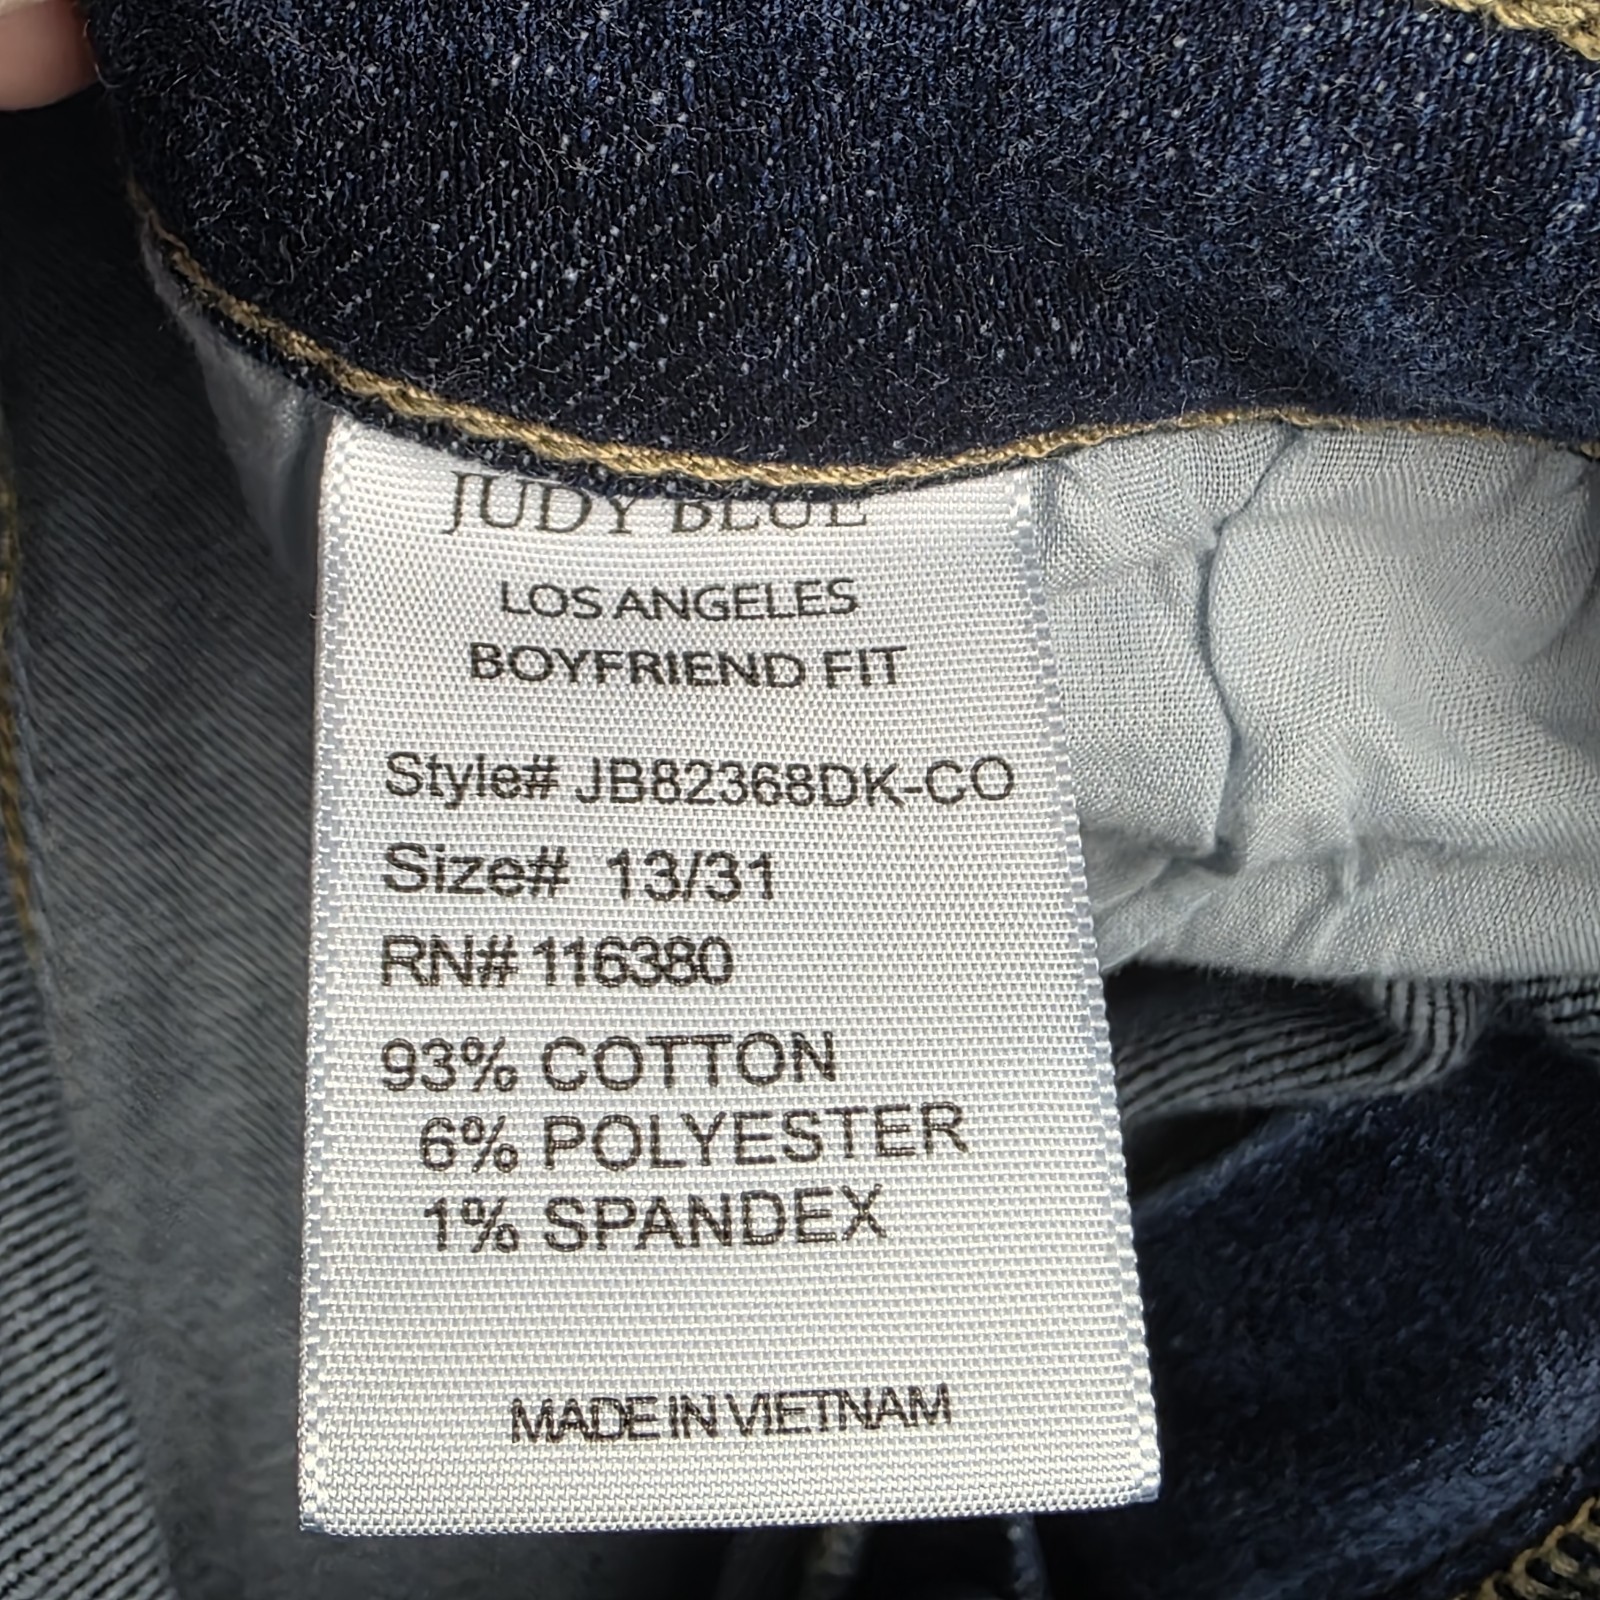 JUDY BLUE
LOS ANGELES
BOYFRIEND FIT
Style# JB82368DK-CO
Size# 13/31
RN# 116380
93% COTTON
6% POLYESTER
1% SPANDEX
MADE IN VIETNAM